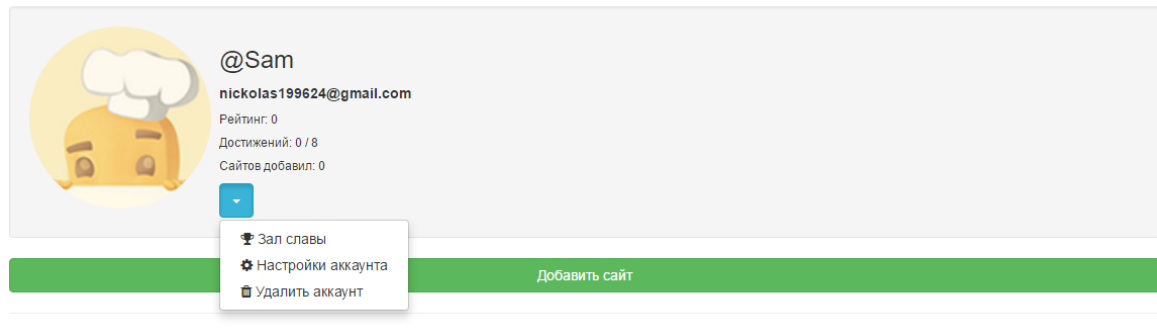 @Sam
nickolas199624@gmail.com
Рейтинг: 0
Достижений: 0 / 8
Сайтов добавил: 0
Зал славы
Настройки аккаунта
Удалить аккаунт
Добавить сайт